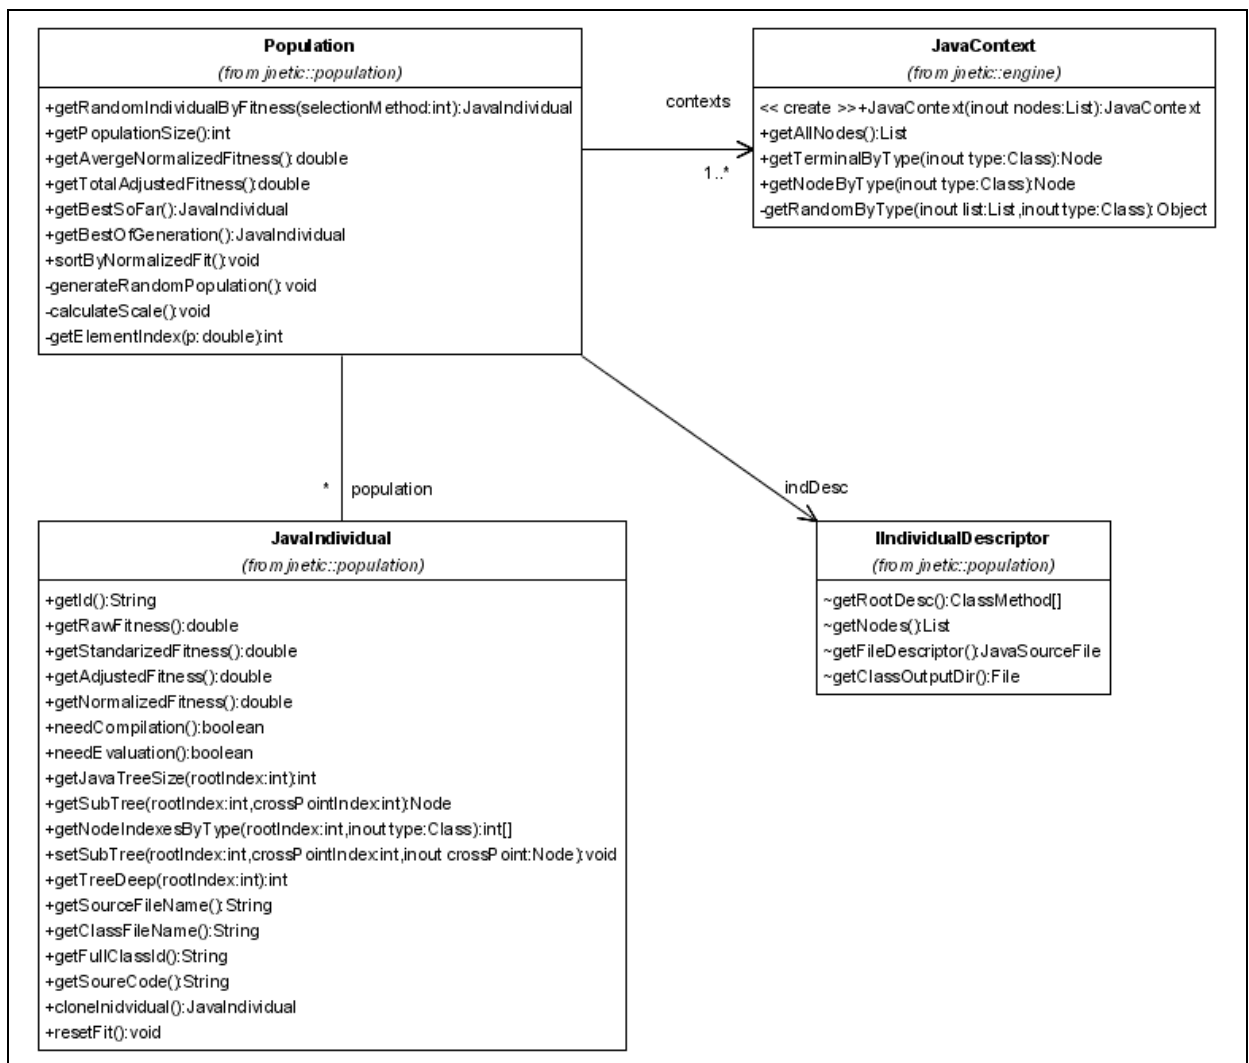 Population
(from jnetic::population)
+getRandomIndividualByFitness(selectionMethod:int):JavaIndividual
+getPopulationSize():int
+getAvergeNormalizedFitness():double
+getTotalAdjustedFitness():double
+getBestSoFar():JavaIndividual
+getBestOfGeneration():JavaIndividual
+sortByNormalizedFit():void
-generateRandomPopulation():void
-calculateScale():void
-getElementIndex(p:double):int
contexts
1..*
JavaContext
(from jnetic::engine)
<< create >>+JavaContext(inout nodes:List):JavaContext
+getAllNodes():List
+getTerminalByType(inout type:Class):Node
+getNodeByType(inout type:Class):Node
-getRandomByType(inout list:List,inout type:Class):Object
* population
indDesc
JavaIndividual
(from jnetic::population)
+getId():String
+getRawFitness():double
+getStandarizedFitness():double
+getAdjustedFitness():double
+getNormalizedFitness():double
+needCompilation():boolean
+needEvaluation():boolean
+getJavaTreeSize(rootIndex:int):int
+getSubTree(rootIndex:int,crossPointIndex:int):Node
+getNodeIndexesByType(rootIndex:int,inout type:Class):int[]
+setSubTree(rootIndex:int,crossPointIndex:int,inout crossPoint:Node):void
+getTreeDeep(rootIndex:int):int
+getSourceFileName():String
+getClassFileName():String
+getFullClassId():String
+getSoureCode():String
+cloneInidvidual():JavaIndividual
+resetFit():void
IIndividualDescriptor
(from jnetic::population)
~getRootDesc():ClassMethod[]
~getNodes():List
~getFileDescriptor():JavaSourceFile
~getClassOutputDir():File